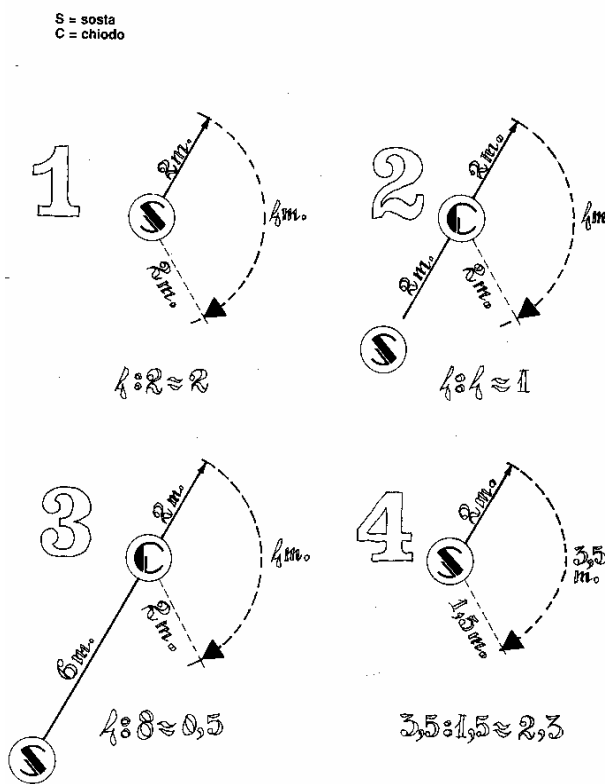 S = sosta
C = chiodo
1
2m.
S
4m.
2m.
4:2=2
2
2m.
C
4m
2m.
2m.
S
4:4=1
3
2m.
C
4m.
2m.
6m.
S
4:8=0,5
4
2m.
S
3,5
m.
1,5m.
3,5:1,5=2,3